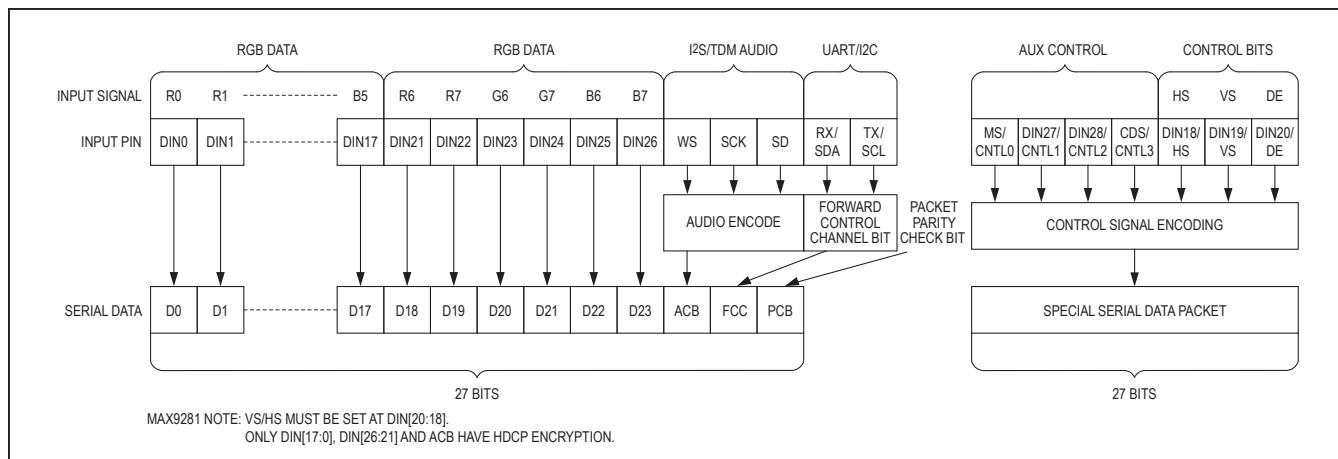 RGB DATA RGB DATA I²S/TDM AUDIO UART/I2C AUX CONTROL CONTROL BITS
INPUT SIGNAL R0 R1 B5 R6 R7 G6 G7 B6 B7 HS VS DE
INPUT PIN DIN0 DIN1 DIN17 DIN21 DIN22 DIN23 DIN24 DIN25 DIN26 WS SCK SD RX/ SDA TX/ SCL MS/ CNTL0 DIN27/ CNTL1 DIN28/ CNTL2 CDS/ CNTL3 DIN18/ HS DIN19/ VS DIN20/ DE
AUDIO ENCODE
FORWARD
CONTROL
CHANNEL BIT
PACKET
PARITY
CHECK BIT
CONTROL SIGNAL ENCODING
SERIAL DATA D0 D1 D17 D18 D19 D20 D21 D22 D23 ACB FCC PCB SPECIAL SERIAL DATA PACKET
27 BITS 27 BITS
MAX9281 NOTE: VS/HS MUST BE SET AT DIN[20:18].
ONLY DIN[17:0], DIN[26:21] AND ACB HAVE HDCP ENCRYPTION.